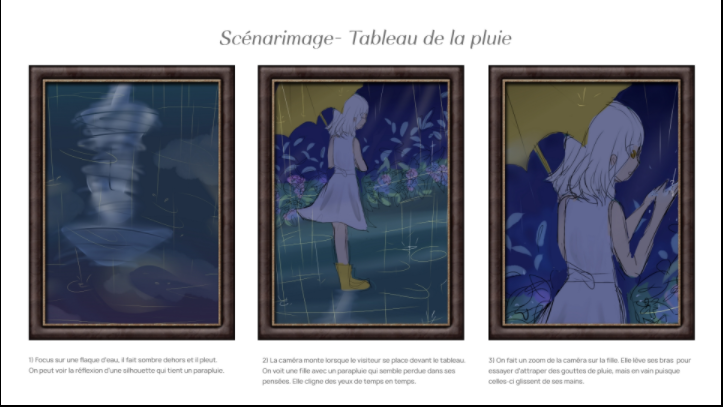 Scénarimage- Tableau de la pluie
1) Focus sur une flaque d'eau, il fait sombre dehors et il pleut.
On peut voir la réflexion d'une silhouette qui tient un parapluie.
2) La caméra monte lorsque le visiteur se place devant le tableau.
On voit une fille avec un parapluie qui semble perdue dans ses
pensées. Elle cligne des yeux de temps en temps.
3) On fait un zoom de la caméra sur la fille. Elle lève ses bras pour
essayer d'attraper des gouttes de pluie, mais en vain puisque
celles-ci glissent de ses mains.